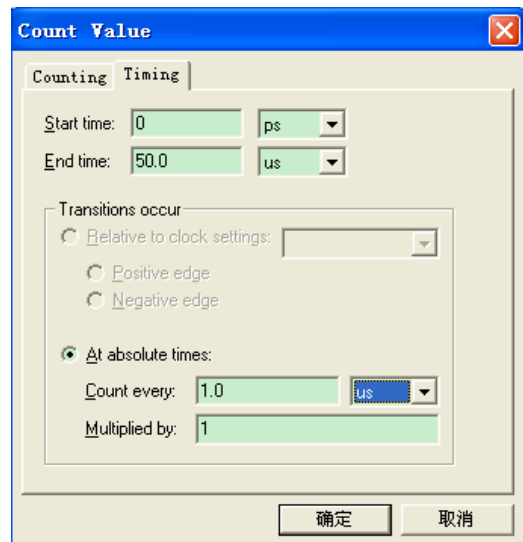 Count Value
Counting Timing
Start time: 0 ps
End time: 50.0 us
Transitions occur
Relative to clock settings:
Positive edge
Negative edge
At absolute times:
Count every: 1.0 us
Multiplied by: 1
确定 取消